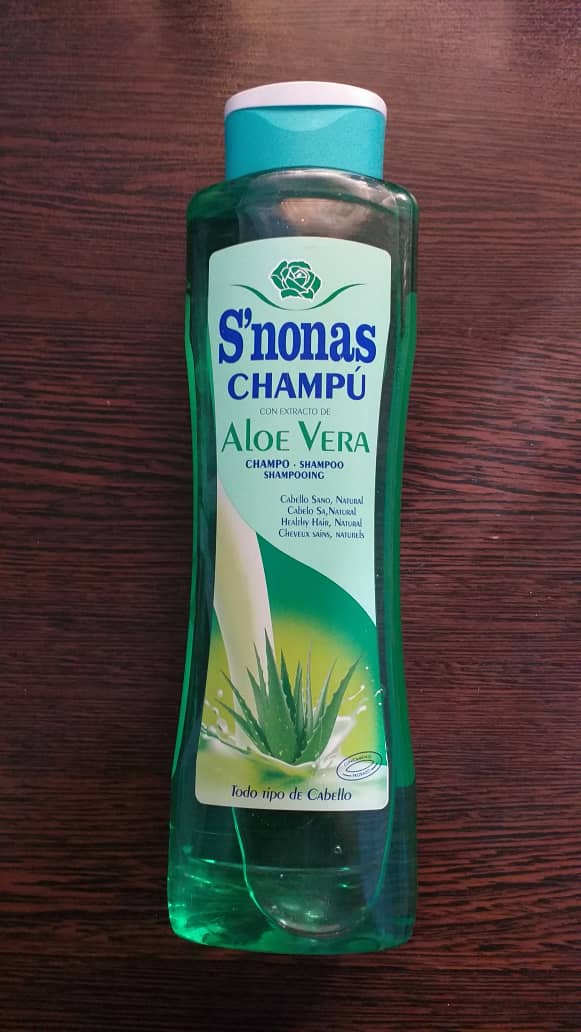 S'nonas
CHAMPÚ
CON EXTRACTO DE
ALOE VERA
CHAMPO - SHAMPOO
SHAMPOOING
CABELLO SANO, NATURAL
CABELO SA,NATURAL
HEALTHY HAIR, NATURAL
CHEVEUX SAINS, NATURELS
Todo tipo de Cabello